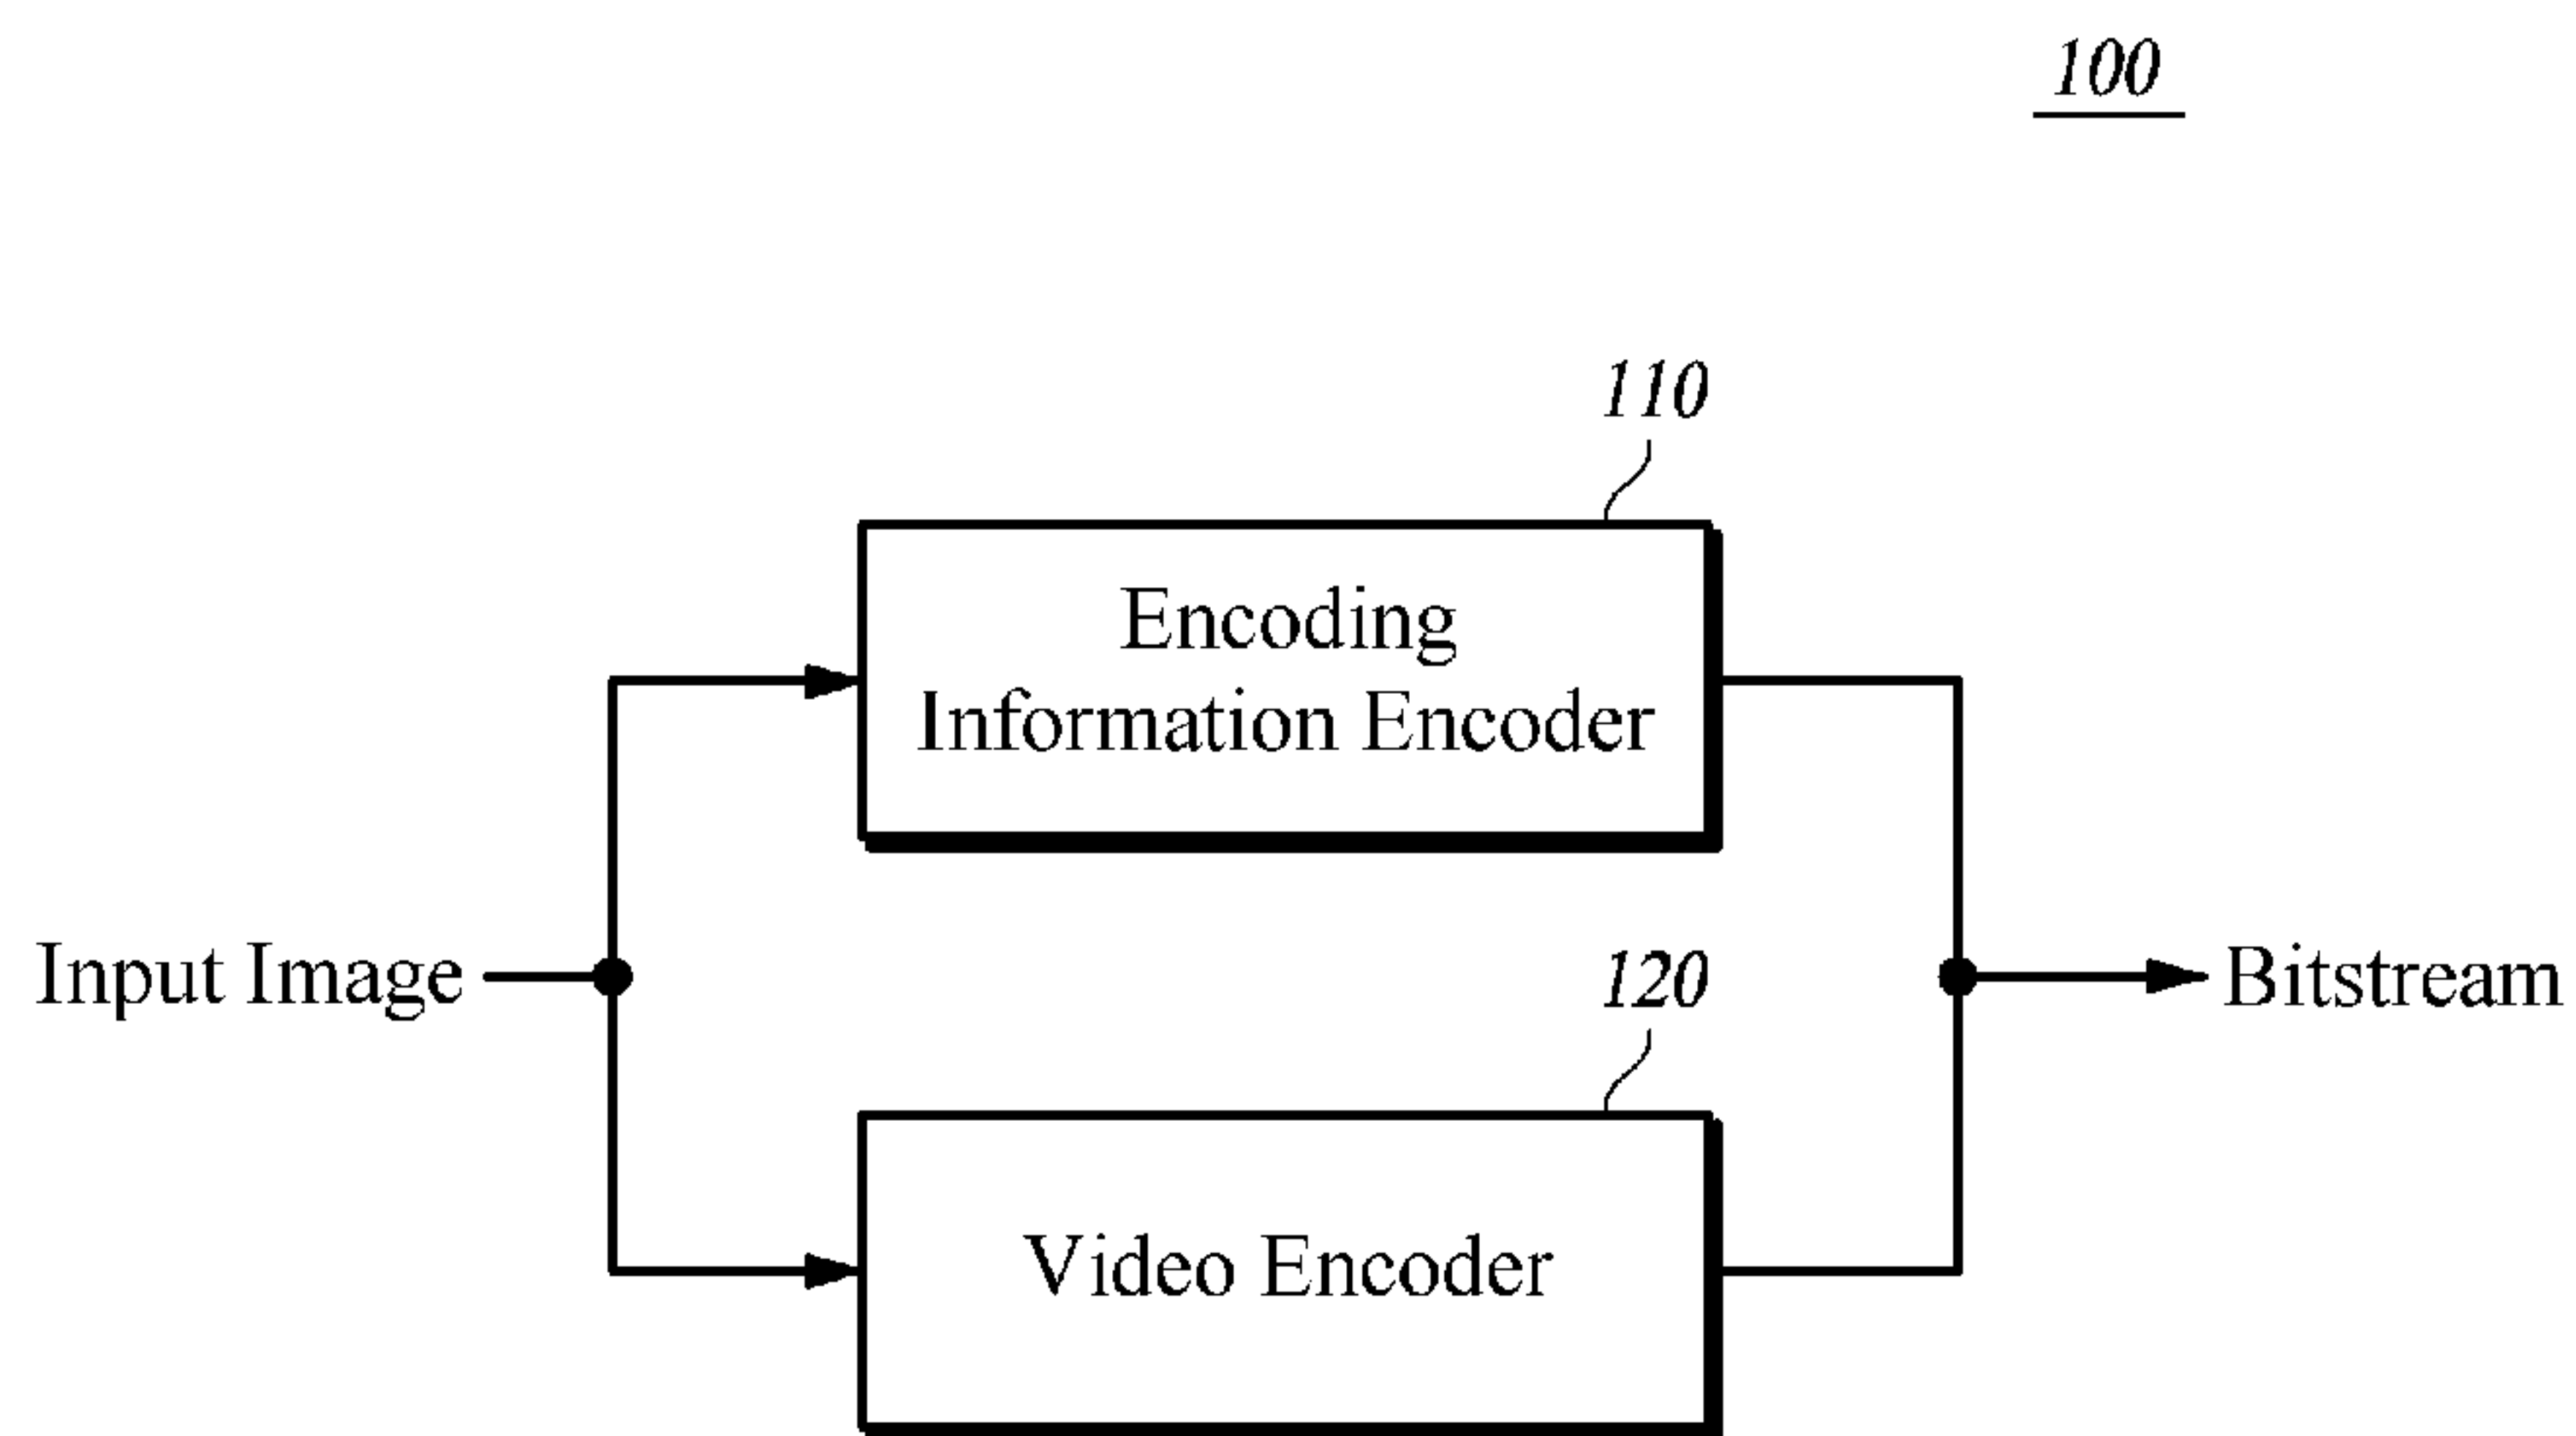 100
110
Encoding
Information Encoder
Input Image
120
Bitstream
Video Encoder